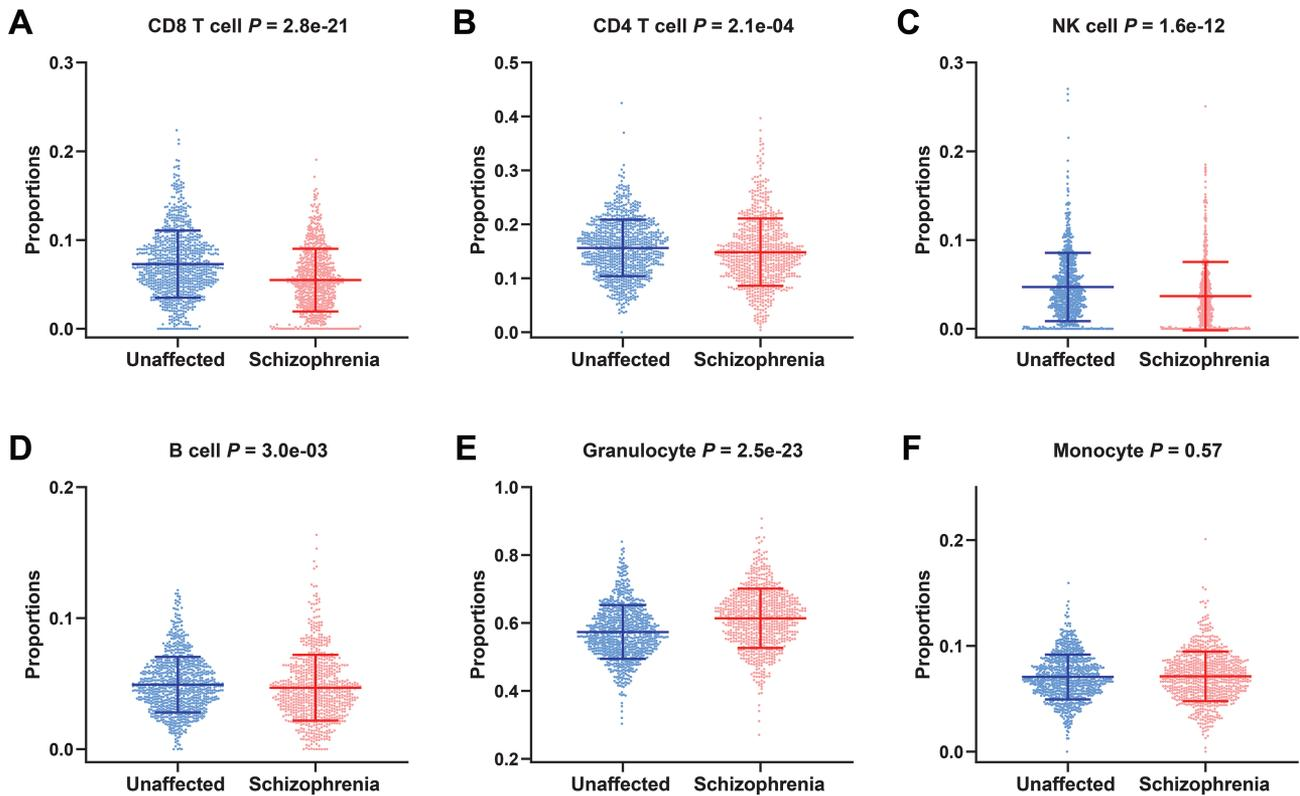 A
CD8 T cell P = 2.8e-21
Proportions
0.3
0.2
0.1
0.0
Unaffected Schizophrenia
B
CD4 T cell P = 2.1e-04
Proportions
0.5
0.4
0.3
0.2
0.1
0.0
Unaffected Schizophrenia
C
NK cell P = 1.6e-12
Proportions
0.3
0.2
0.1
0.0
Unaffected Schizophrenia
D
B cell P = 3.0e-03
Proportions
0.2
0.1
0.0
Unaffected Schizophrenia
E
Granulocyte P = 2.5e-23
Proportions
1.0
0.8
0.6
0.4
0.2
Unaffected Schizophrenia
F
Monocyte P = 0.57
Proportions
0.2
0.1
0.0
Unaffected Schizophrenia